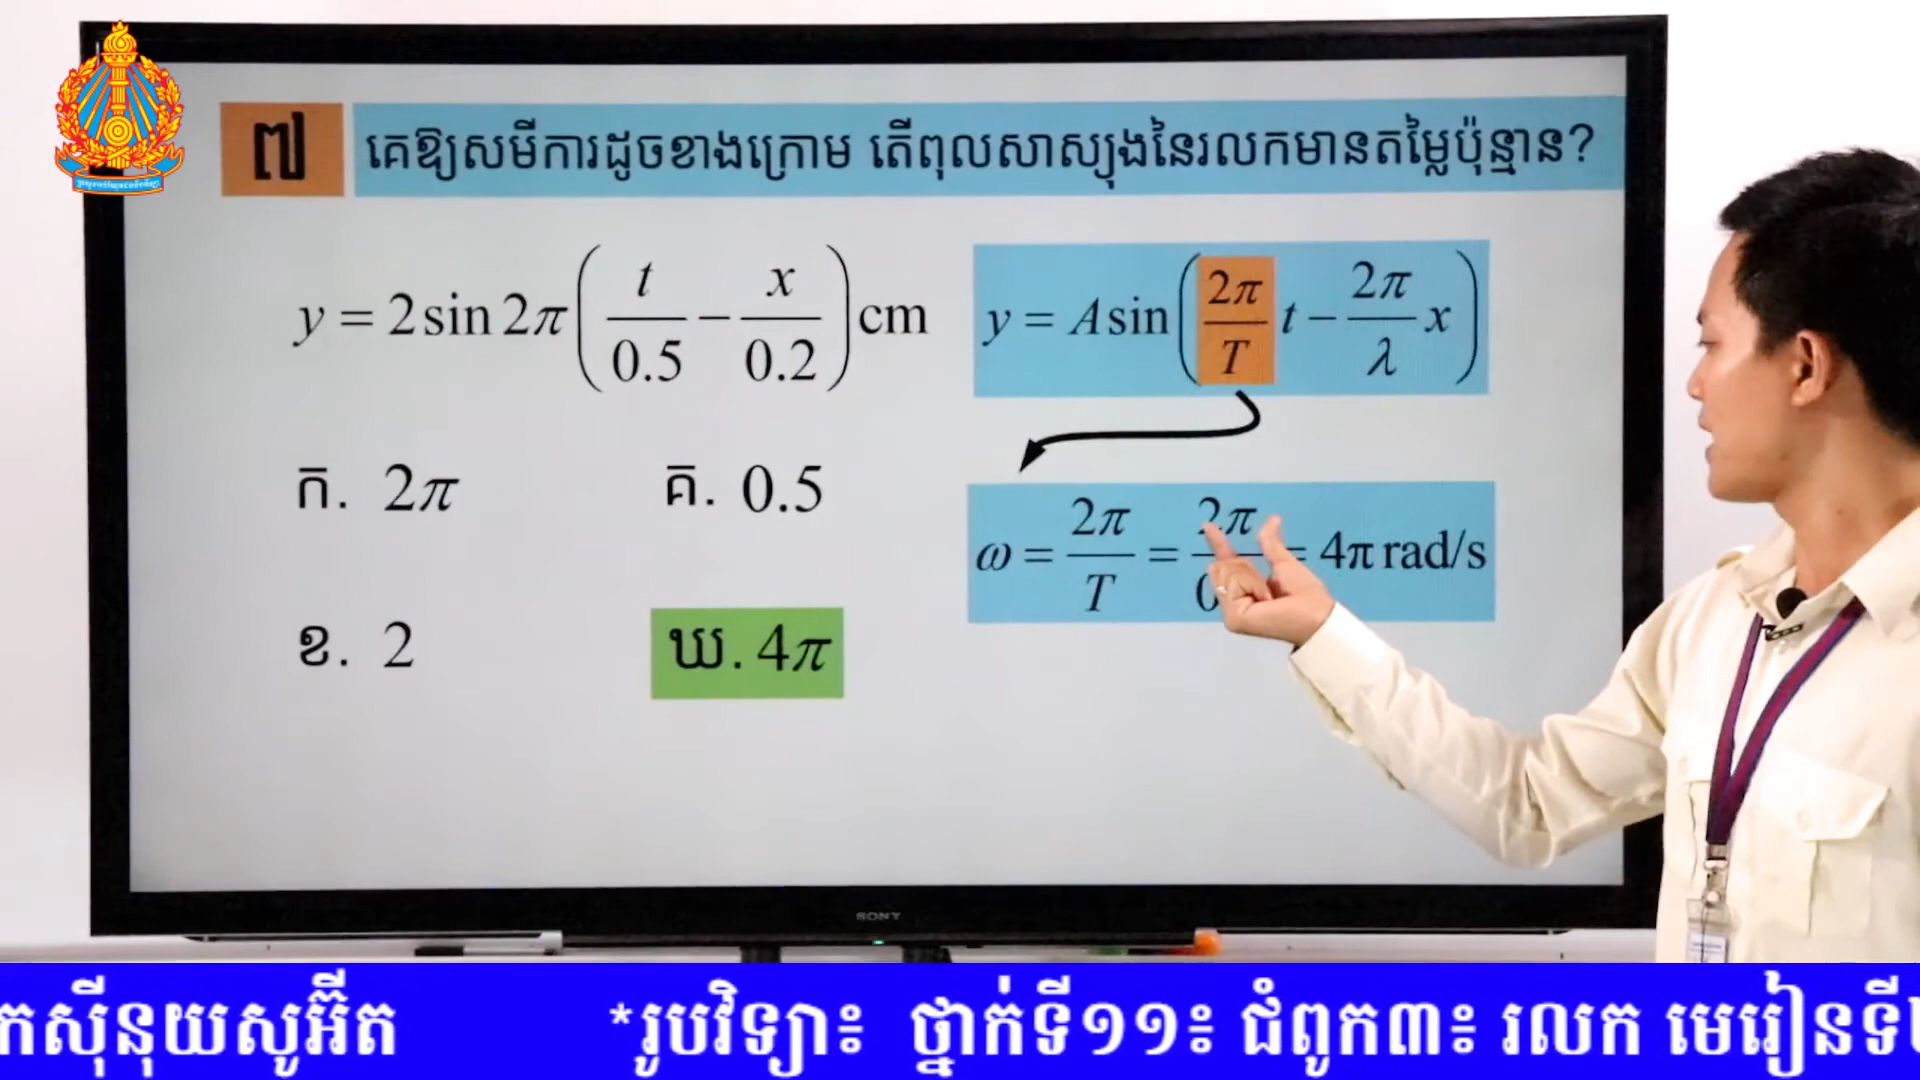 ៧ គេឱ្យសមីការដូចខាងក្រោម តើពុលសាស្យុងនៃរលកមានតម្លៃប៉ុន្មាន?
y = 2 sin 2π (t/0.5 − x/0.2) cm
y = A sin (2π/T t − 2π/λ x)
ក. 2π
គ. 0.5
ω = 2π/T = 2π/0 = 4π rad/s
ខ. 2
ឃ. 4π
SONY
កស៊ីនុយសូអ៊ីត *រូបវិទ្យា៖ ថ្នាក់ទី១១៖ ជំពូក៣៖ រលក មេរៀនទី